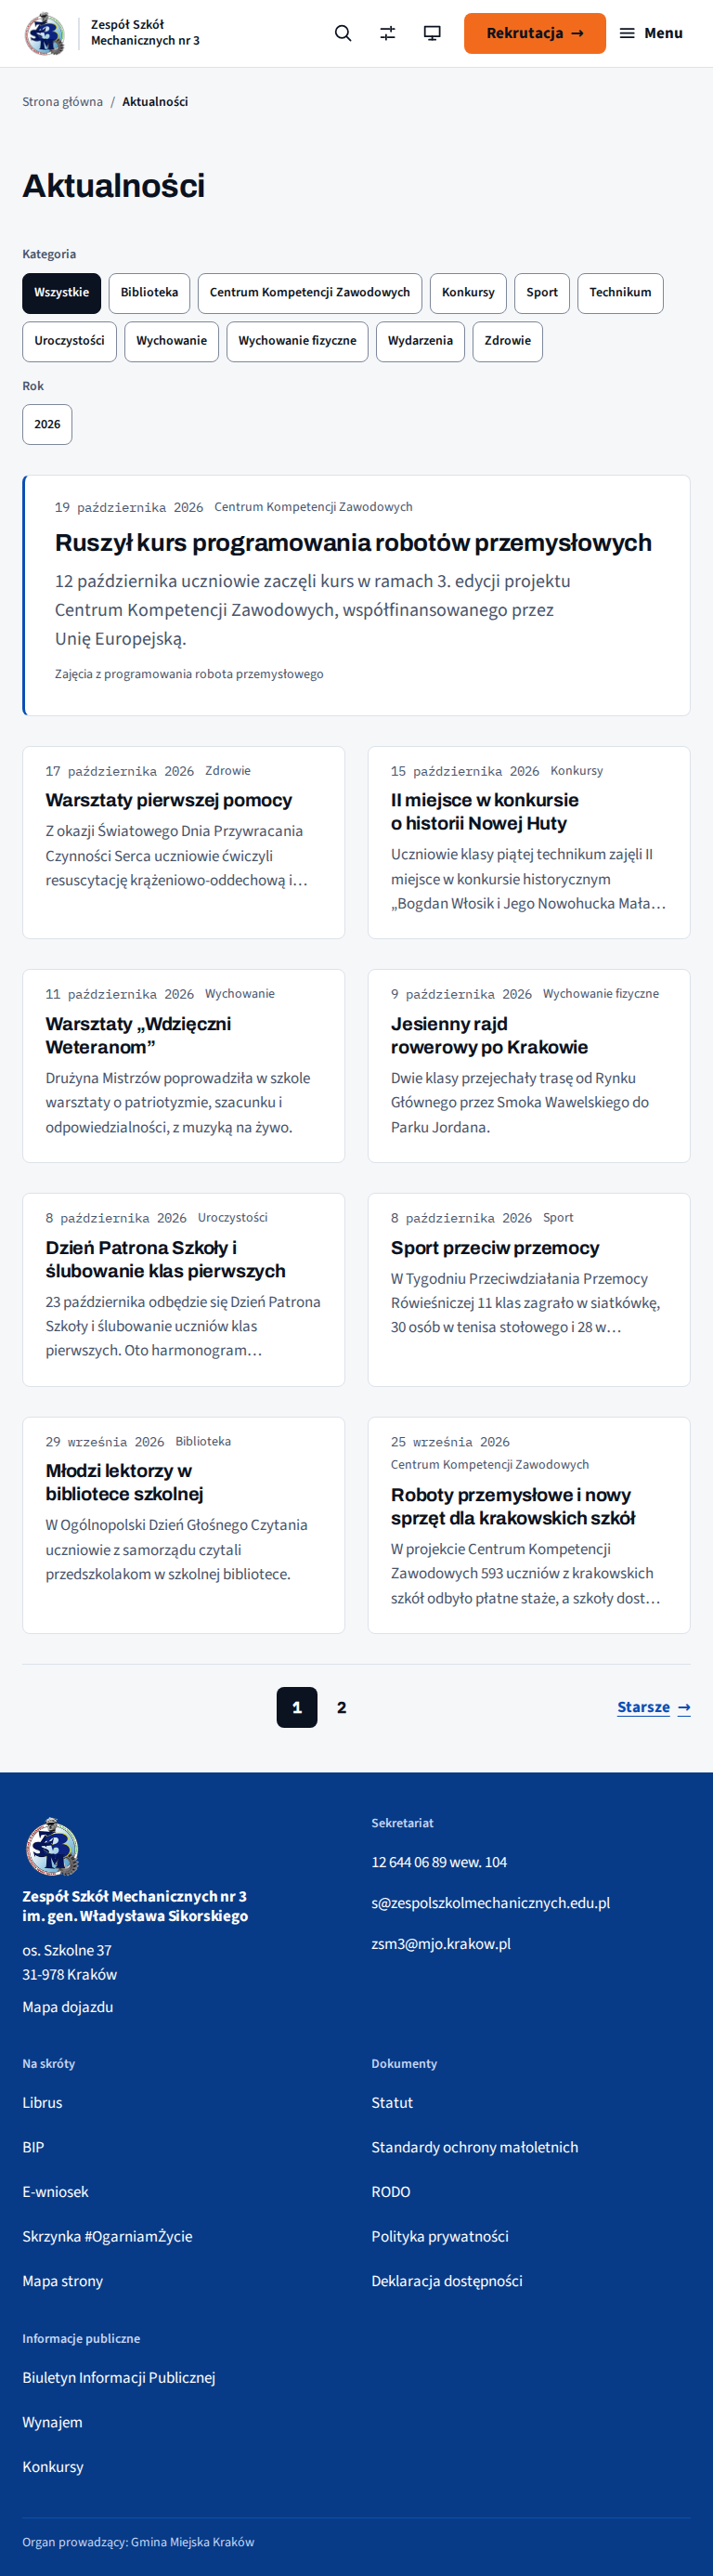 Zespół Szkół
Mechanicznych nr 3
Rekrutacja →
Menu
Strona główna / Aktualności
Aktualności
Kategoria
Wszystkie
Biblioteka
Centrum Kompetencji Zawodowych
Konkursy
Sport
Technikum
Uroczystości
Wychowanie
Wychowanie fizyczne
Wydarzenia
Zdrowie
Rok
2026
19 października 2026 Centrum Kompetencji Zawodowych
Ruszył kurs programowania robotów przemysłowych
12 października uczniowie zaczęli kurs w ramach 3. edycji projektu
Centrum Kompetencji Zawodowych, współfinansowanego przez
Unię Europejską.
Zajęcia z programowania robota przemysłowego
17 października 2026 Zdrowie
Warsztaty pierwszej pomocy
Z okazji Światowego Dnia Przywracania
Czynności Serca uczniowie ćwiczyli
resuscytację krążeniowo-oddechową i…
15 października 2026 Konkursy
II miejsce w konkursie
o historii Nowej Huty
Uczniowie klasy piątej technikum zajęli II
miejsce w konkursie historycznym
„Bogdan Włosik i Jego Nowohucka Mała…
11 października 2026 Wychowanie
Warsztaty „Wdzięczni
Weteranom”
Drużyna Mistrzów poprowadziła w szkole
warsztaty o patriotyzmie, szacunku i
odpowiedzialności, z muzyką na żywo.
9 października 2026 Wychowanie fizyczne
Jesienny rajd
rowerowy po Krakowie
Dwie klasy przejechały trasę od Rynku
Głównego przez Smoka Wawelskiego do
Parku Jordana.
8 października 2026 Uroczystości
Dzień Patrona Szkoły i
ślubowanie klas pierwszych
23 października odbędzie się Dzień Patrona
Szkoły i ślubowanie uczniów klas
pierwszych. Oto harmonogram…
8 października 2026 Sport
Sport przeciw przemocy
W Tygodniu Przeciwdziałania Przemocy
Rówieśniczej 11 klas zagrało w siatkówkę,
30 osób w tenisa stołowego i 28 w…
29 września 2026 Biblioteka
Młodzi lektorzy w
bibliotece szkolnej
W Ogólnopolski Dzień Głośnego Czytania
uczniowie z samorządu czytali
przedszkolakom w szkolnej bibliotece.
25 września 2026
Centrum Kompetencji Zawodowych
Roboty przemysłowe i nowy
sprzęt dla krakowskich szkół
W projekcie Centrum Kompetencji
Zawodowych 593 uczniów z krakowskich
szkół odbyło płatne staże, a szkoły dost…
1
2
Starsze →
Zespół Szkół Mechanicznych nr 3
im. gen. Władysława Sikorskiego
os. Szkolne 37
31-978 Kraków
Mapa dojazdu
Sekretariat
12 644 06 89 wew. 104
s@zespolszkolmechanicznych.edu.pl
zsm3@mjo.krakow.pl
Na skróty
Librus
BIP
E-wniosek
Skrzynka #OgarniamŻycie
Mapa strony
Dokumenty
Statut
Standardy ochrony małoletnich
RODO
Polityka prywatności
Deklaracja dostępności
Informacje publiczne
Biuletyn Informacji Publicznej
Wynajem
Konkursy
Organ prowadzący: Gmina Miejska Kraków